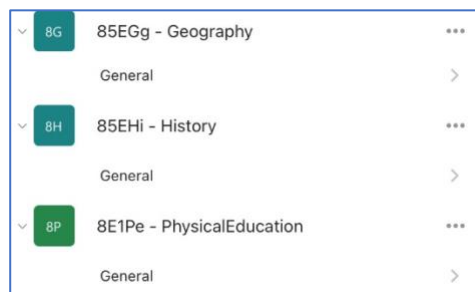 8G 85EGg - Geography
General
8H 85EHi - History
General
8P 8E1Pe - PhysicalEducation
General